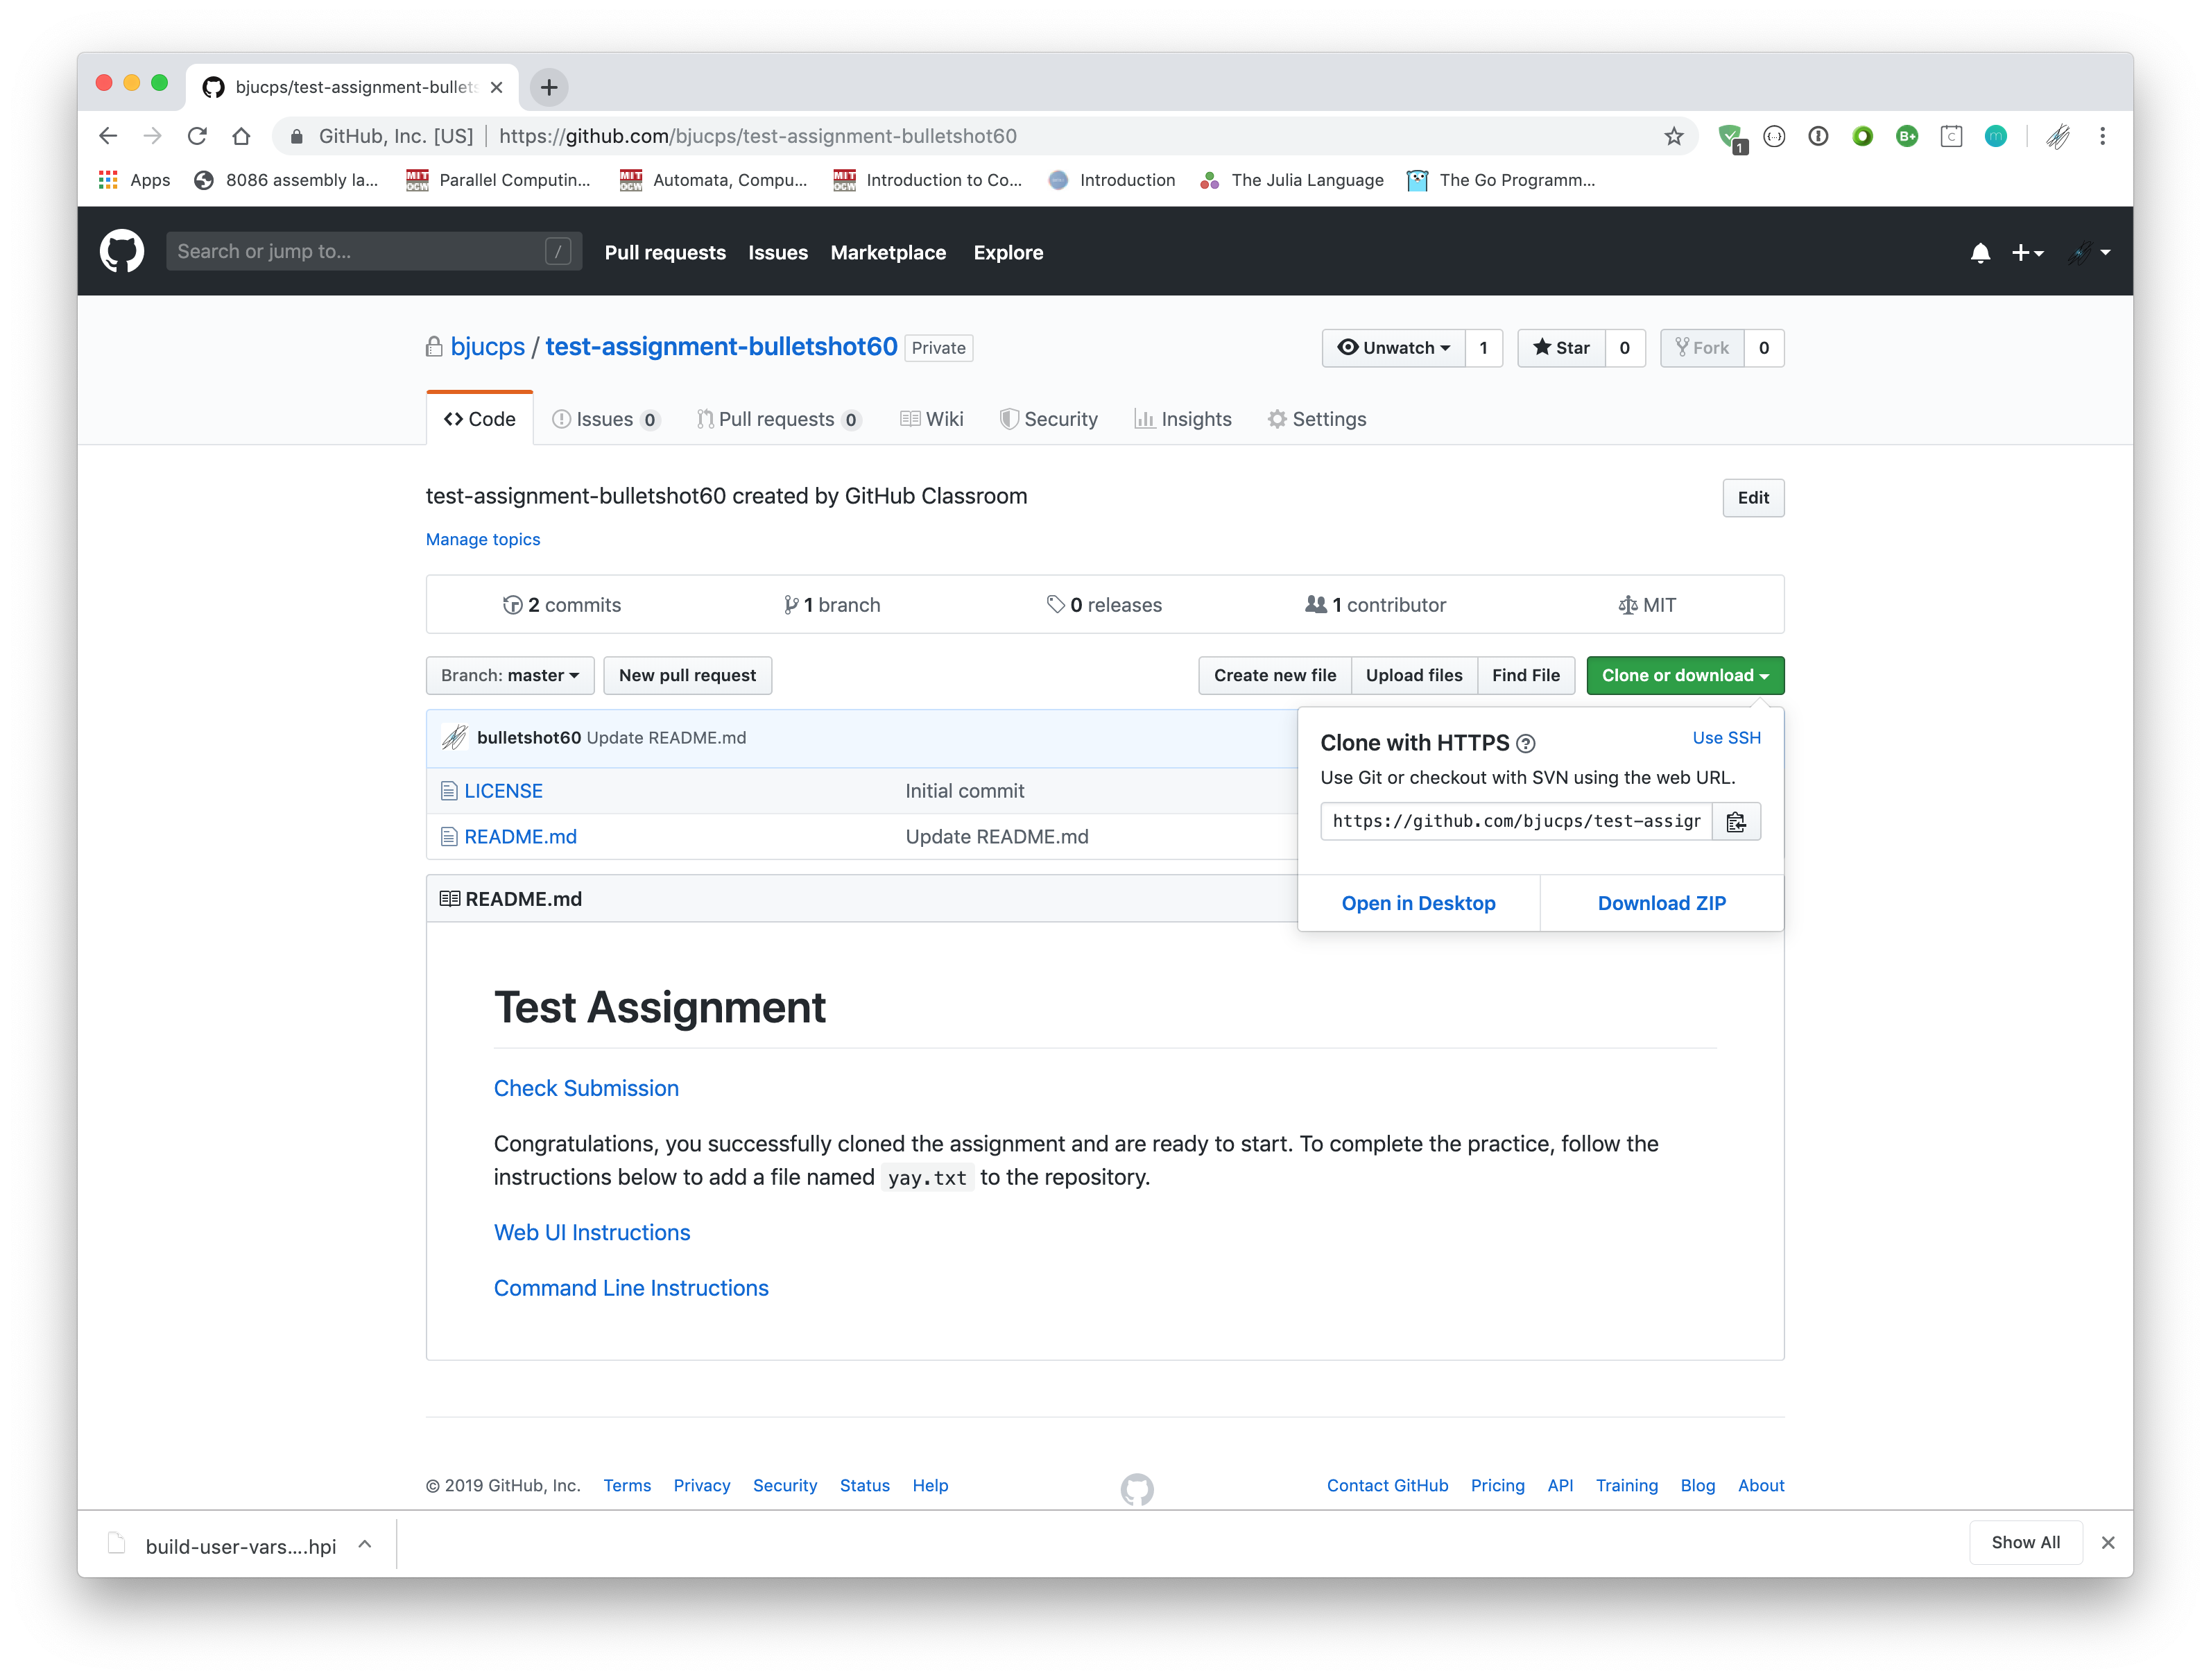 bjucps/test-assignment-bullets
GitHub, Inc. [US] | https://github.com/bjucps/test-assignment-bulletshot60
1
B+
C
m
Apps
8086 assembly la...
MIT OCW Parallel Computin...
MIT OCW Automata, Compu...
MIT OCW Introduction to Co...
Introduction
The Julia Language
The Go Programm...
Search or jump to... /
Pull requests Issues Marketplace Explore
bjucps / test-assignment-bulletshot60 Private
Unwatch 1 Star 0 Fork 0
Code Issues 0 Pull requests 0 Wiki Security Insights Settings
test-assignment-bulletshot60 created by GitHub Classroom
Edit
Manage topics
2 commits 1 branch 0 releases 1 contributor MIT
Branch: master New pull request Create new file Upload files Find File Clone or download
bulletshot60 Update README.md
LICENSE Initial commit
README.md Update README.md
Clone with HTTPS ? Use SSH
Use Git or checkout with SVN using the web URL.
https://github.com/bjucps/test-assigr
Open in Desktop Download ZIP
README.md
Test Assignment
Check Submission
Congratulations, you successfully cloned the assignment and are ready to start. To complete the practice, follow the
instructions below to add a file named yay.txt to the repository.
Web UI Instructions
Command Line Instructions
© 2019 GitHub, Inc. Terms Privacy Security Status Help Contact GitHub Pricing API Training Blog About
build-user-vars....hpi Show All